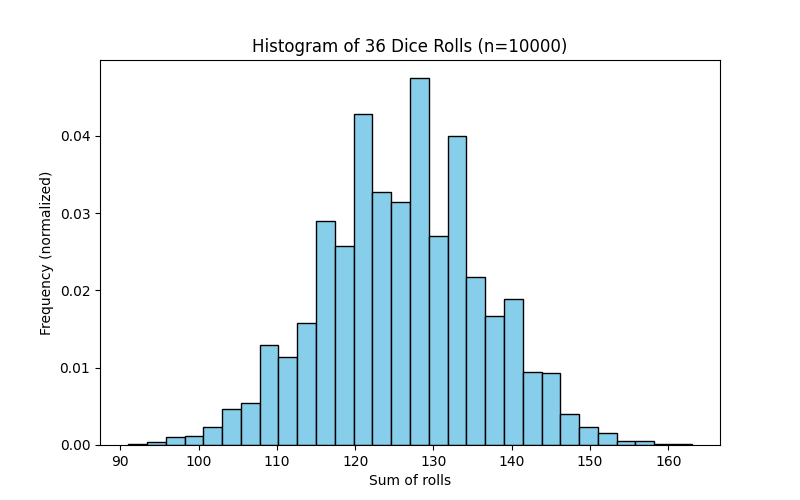 Histogram of 36 Dice Rolls (n=10000)
Frequency (normalized)
0.04
0.03
0.02
0.01
0.00
90 100 110 120 130 140 150 160
Sum of rolls